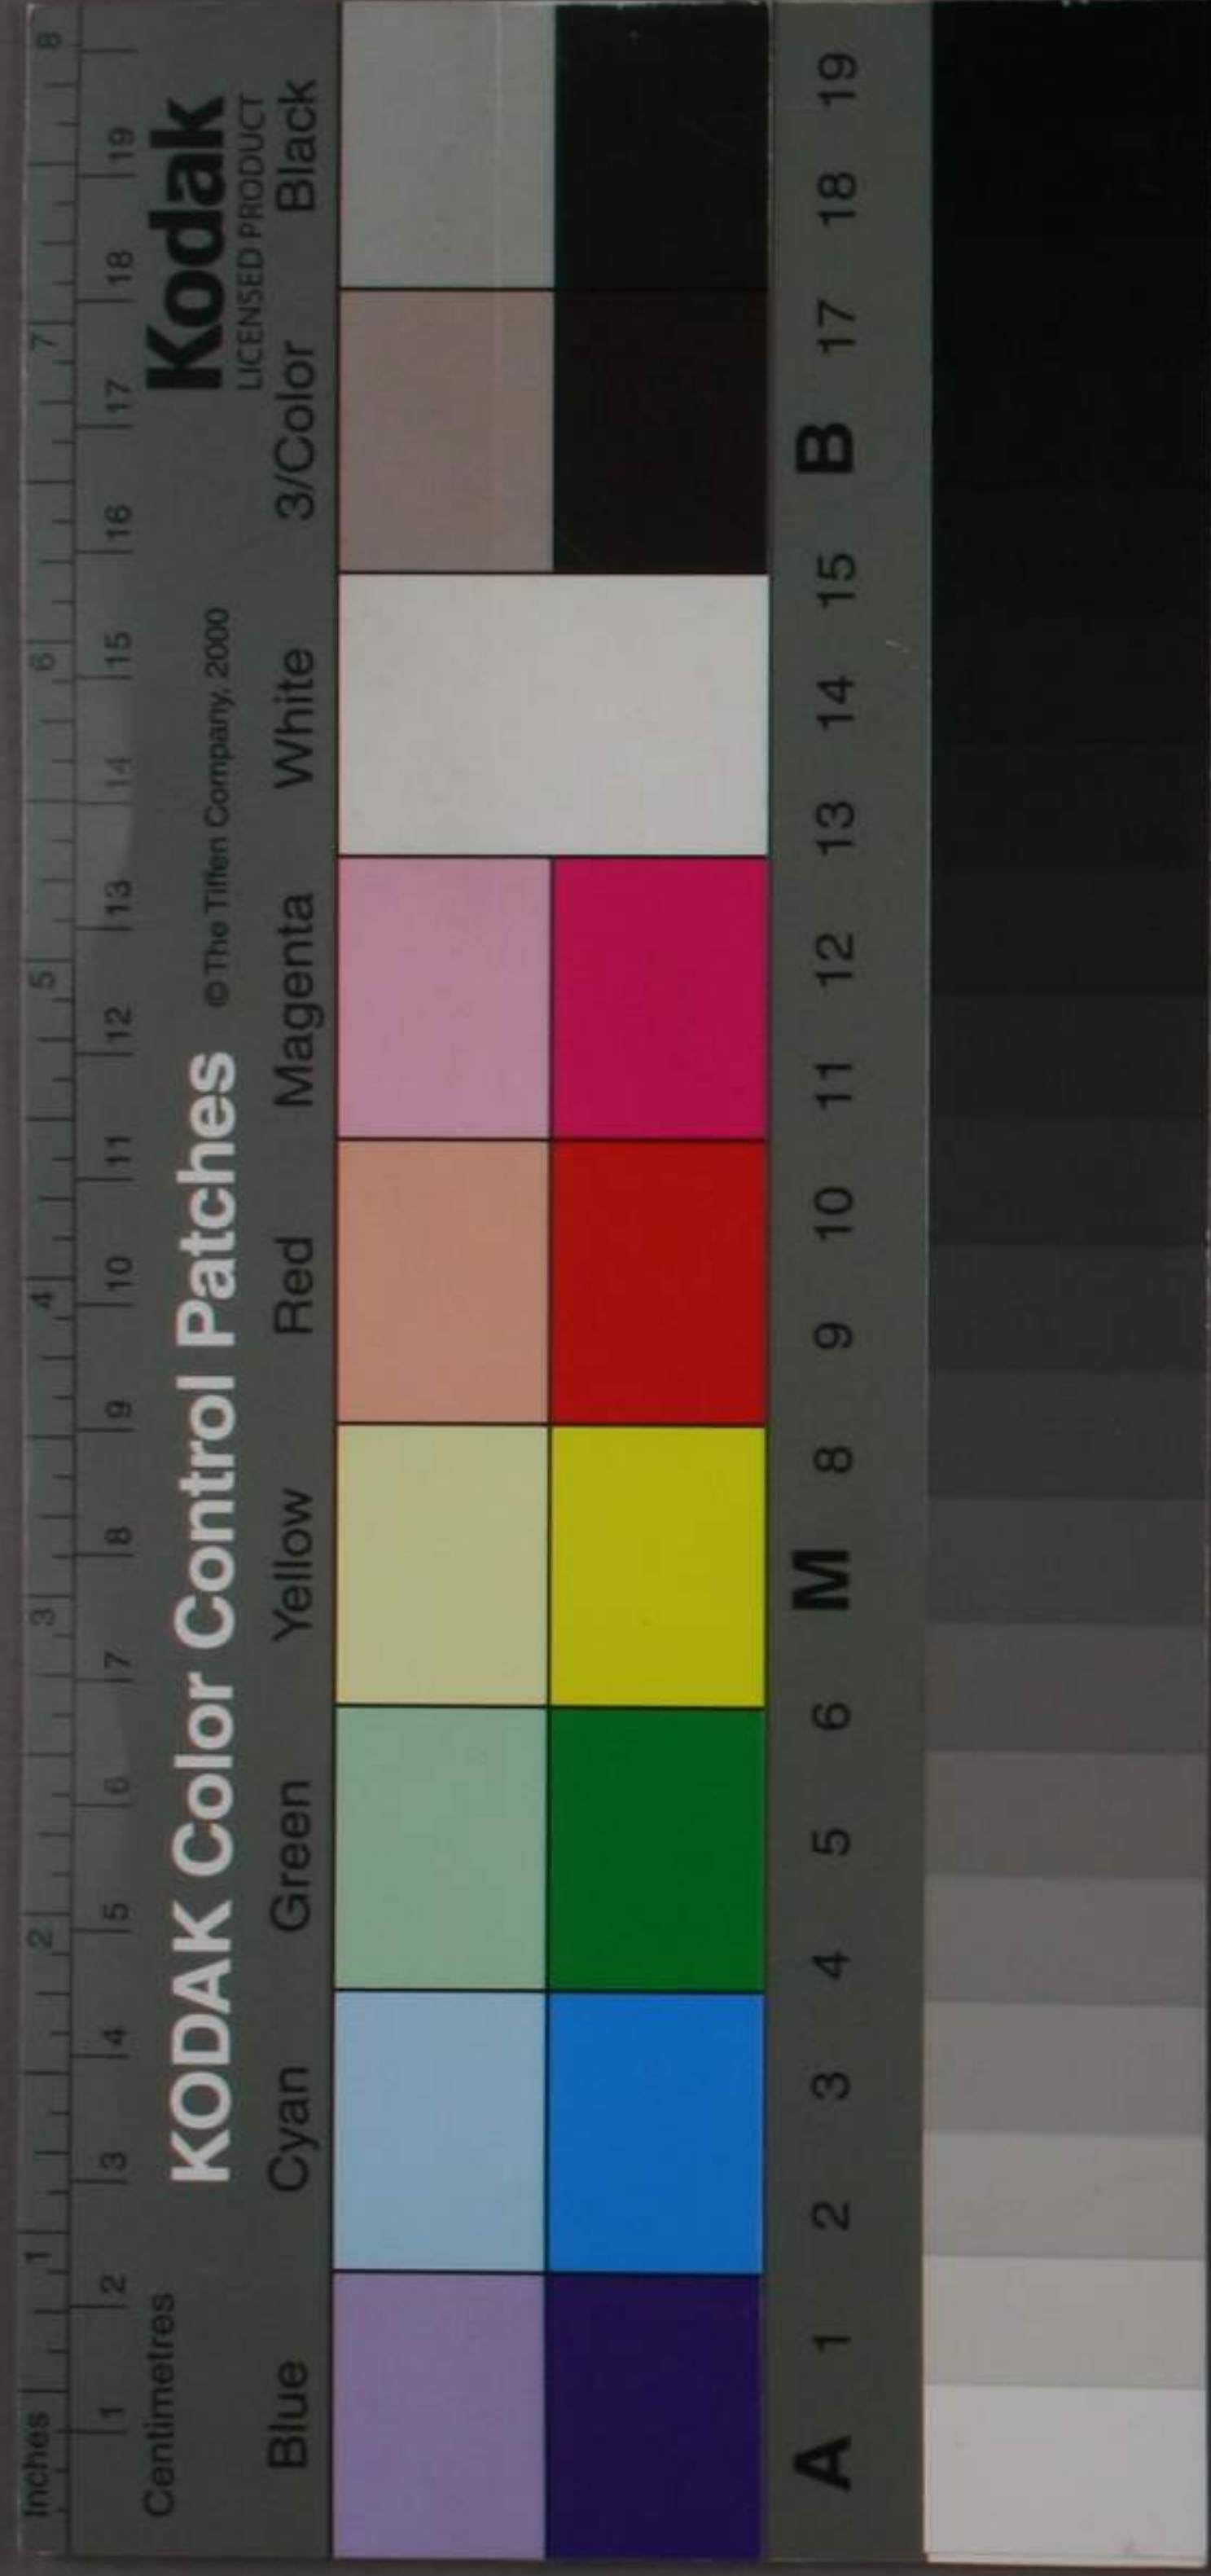 Inches 1 2 3 4 5 6 7 8
Centimetres 1 2 3 4 5 6 7 8 9 10 11 12 13 14 15 16 17 18 19
KODAK Color Control Patches © The Tiffen Company, 2000 Kodak
LICENSED PRODUCT
Blue Cyan Green Yellow Red Magenta White 3/Color Black
A 1 2 3 4 5 6 M 8 9 10 11 12 13 14 15 B 17 18 19